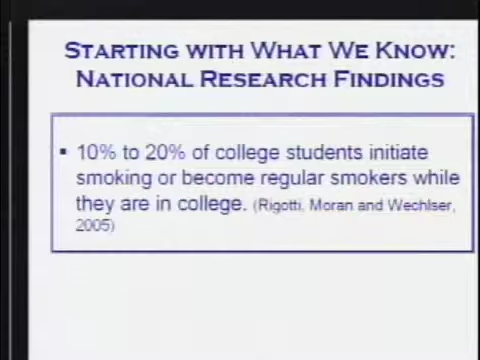 STARTING WITH WHAT WE KNOW:
NATIONAL RESEARCH FINDINGS
▪ 10% to 20% of college students initiate
smoking or become regular smokers while
they are in college. (Rigotti, Moran and Wechlser,
2005)